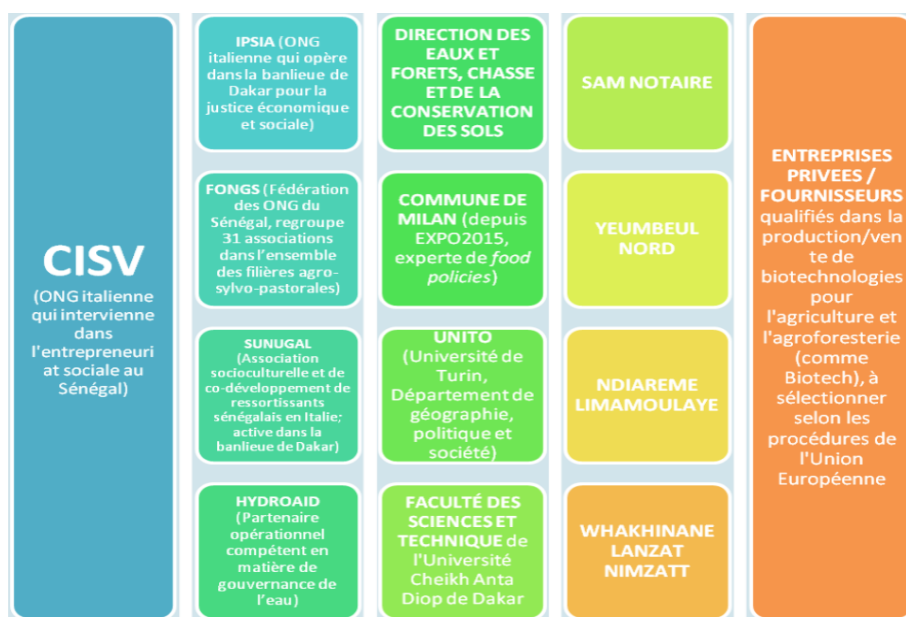 CISV
(ONG italienne
qui intervienne
dans
l'entrepreneuri
at sociale au
Sénégal)
IPSIA (ONG
italienne qui opère
dans la banlieue de
Dakar pour la
justice économique
et sociale)
FONGS (Fédération
des ONG du
Sénégal, regroupe
31 associations
dans l'ensemble
des filières agro-
sylvo-pastorales)
SUNUGAL
(Association
socioculturelle et de
co-développement de
ressortissants
sénégalais en Italie;
active dans la
banlieue de Dakar)
HYDROAID
(Partenaire
opérationnel
compétent en
matière de
gouvernance de
l'eau)
DIRECTION DES
EAUX ET
FORETS, CHASSE
ET DE LA
CONSERVATION
DES SOLS
COMMUNE DE
MILAN (depuis
EXPO2015,
experte de food
policies)
UNITO
(Université de
Turin,
Département de
géographie,
politique et
société)
FACULTÉ DES
SCIENCES ET
TECHNIQUE de
l'Université
Cheikh Anta
Diop de Dakar
SAM NOTAIRE
YEUMBEUL
NORD
NDIAREME
LIMAMOULAYE
WHAKHINANE
LANZAT
NIMZATT
ENTREPRISES
PRIVEES /
FOURNISSEURS
qualifiés dans la
production/ven
te de
biotechnologies
pour
l'agriculture et
l'agroforesterie
(comme
Biotech), à
sélectionner
selon les
procédures de
l'Union
Européenne